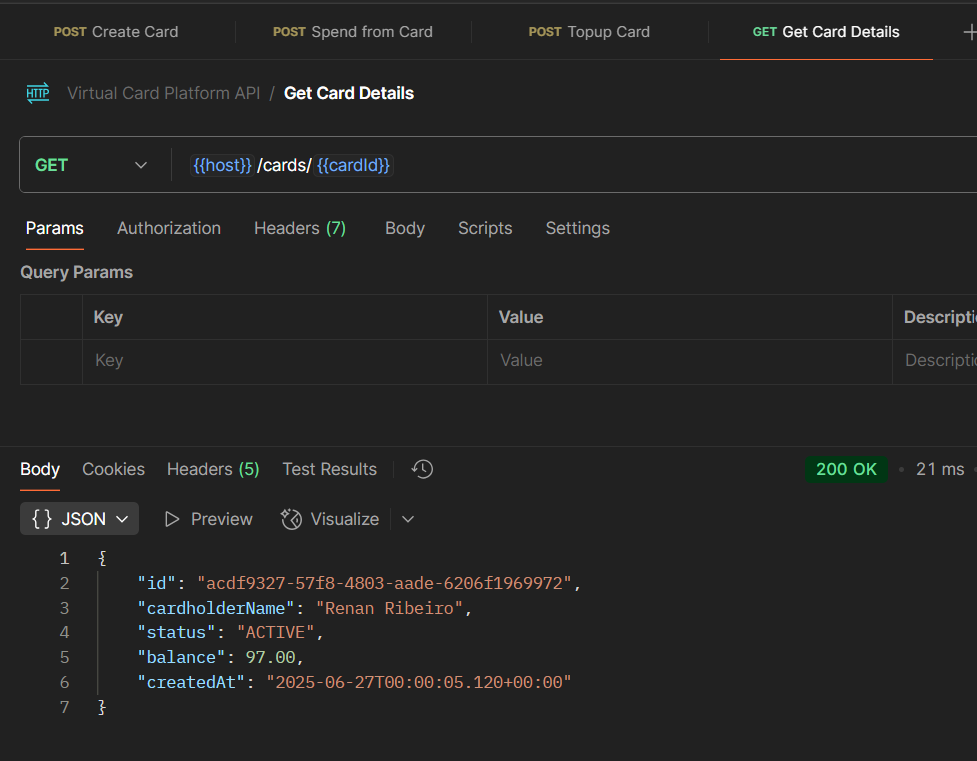 POST Create Card POST Spend from Card POST Topup Card GET Get Card Details
HTTP Virtual Card Platform API / Get Card Details
GET {{host}} /cards/ {{cardId}}
Params Authorization Headers (7) Body Scripts Settings
Query Params
Key Value Descripti
Key Value Descripti
Body Cookies Headers (5) Test Results 200 OK • 21 ms
{ } JSON Preview Visualize
1 {
2 "id": "acdf9327-57f8-4803-aade-6206f1969972",
3 "cardholderName": "Renan Ribeiro",
4 "status": "ACTIVE",
5 "balance": 97.00,
6 "createdAt": "2025-06-27T00:00:05.120+00:00"
7 }